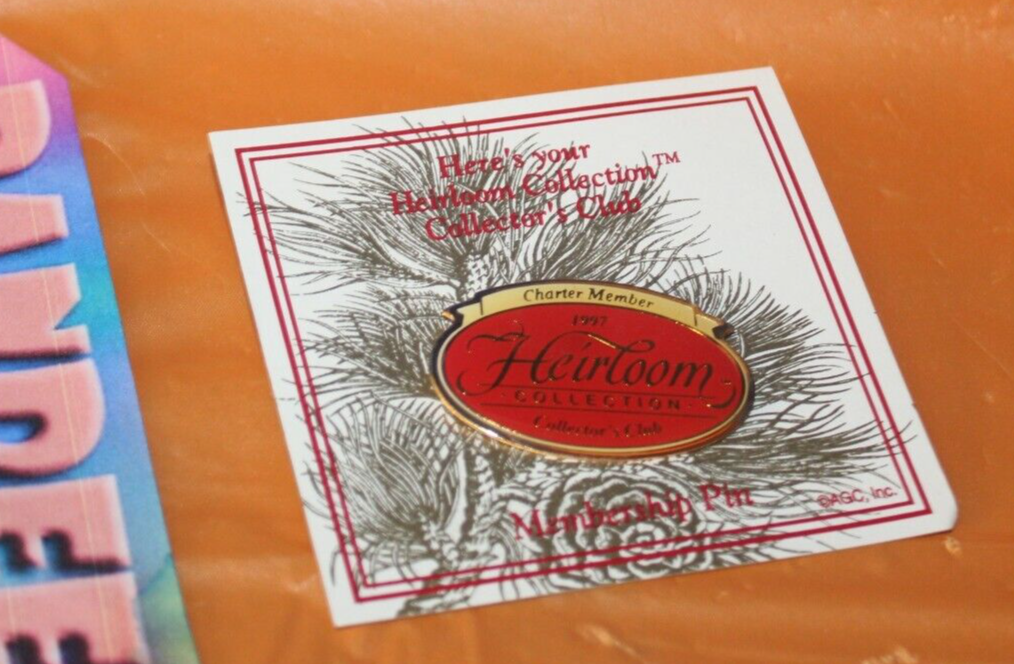 Here's your
Heirloom Collection™
Collector's Club
Charter Member
1997
Heirloom
COLLECTION
Collector's Club
Membership Pin
©AGC, Inc.